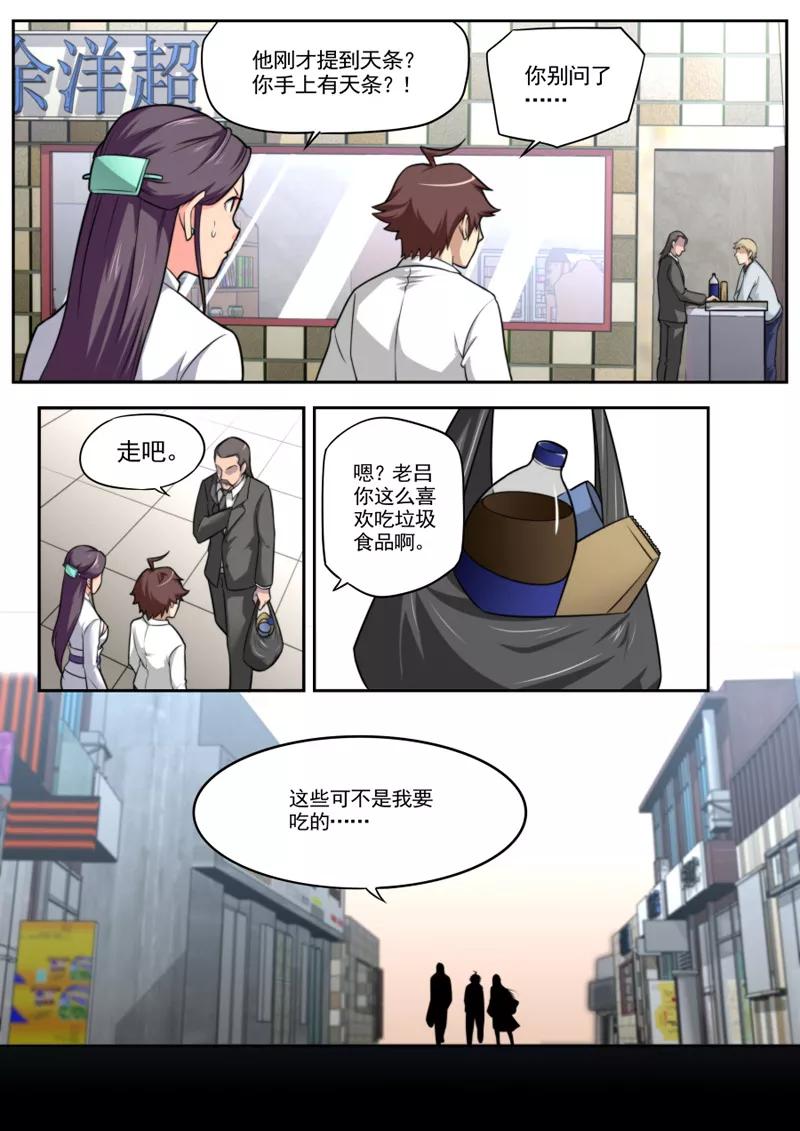 徐洋超
他刚才提到天条?
你手上有天条?!
你别问了
……
走吧。
嗯?老吕
你这么喜
欢吃垃圾
食品啊。
这些可不是我要
吃的……